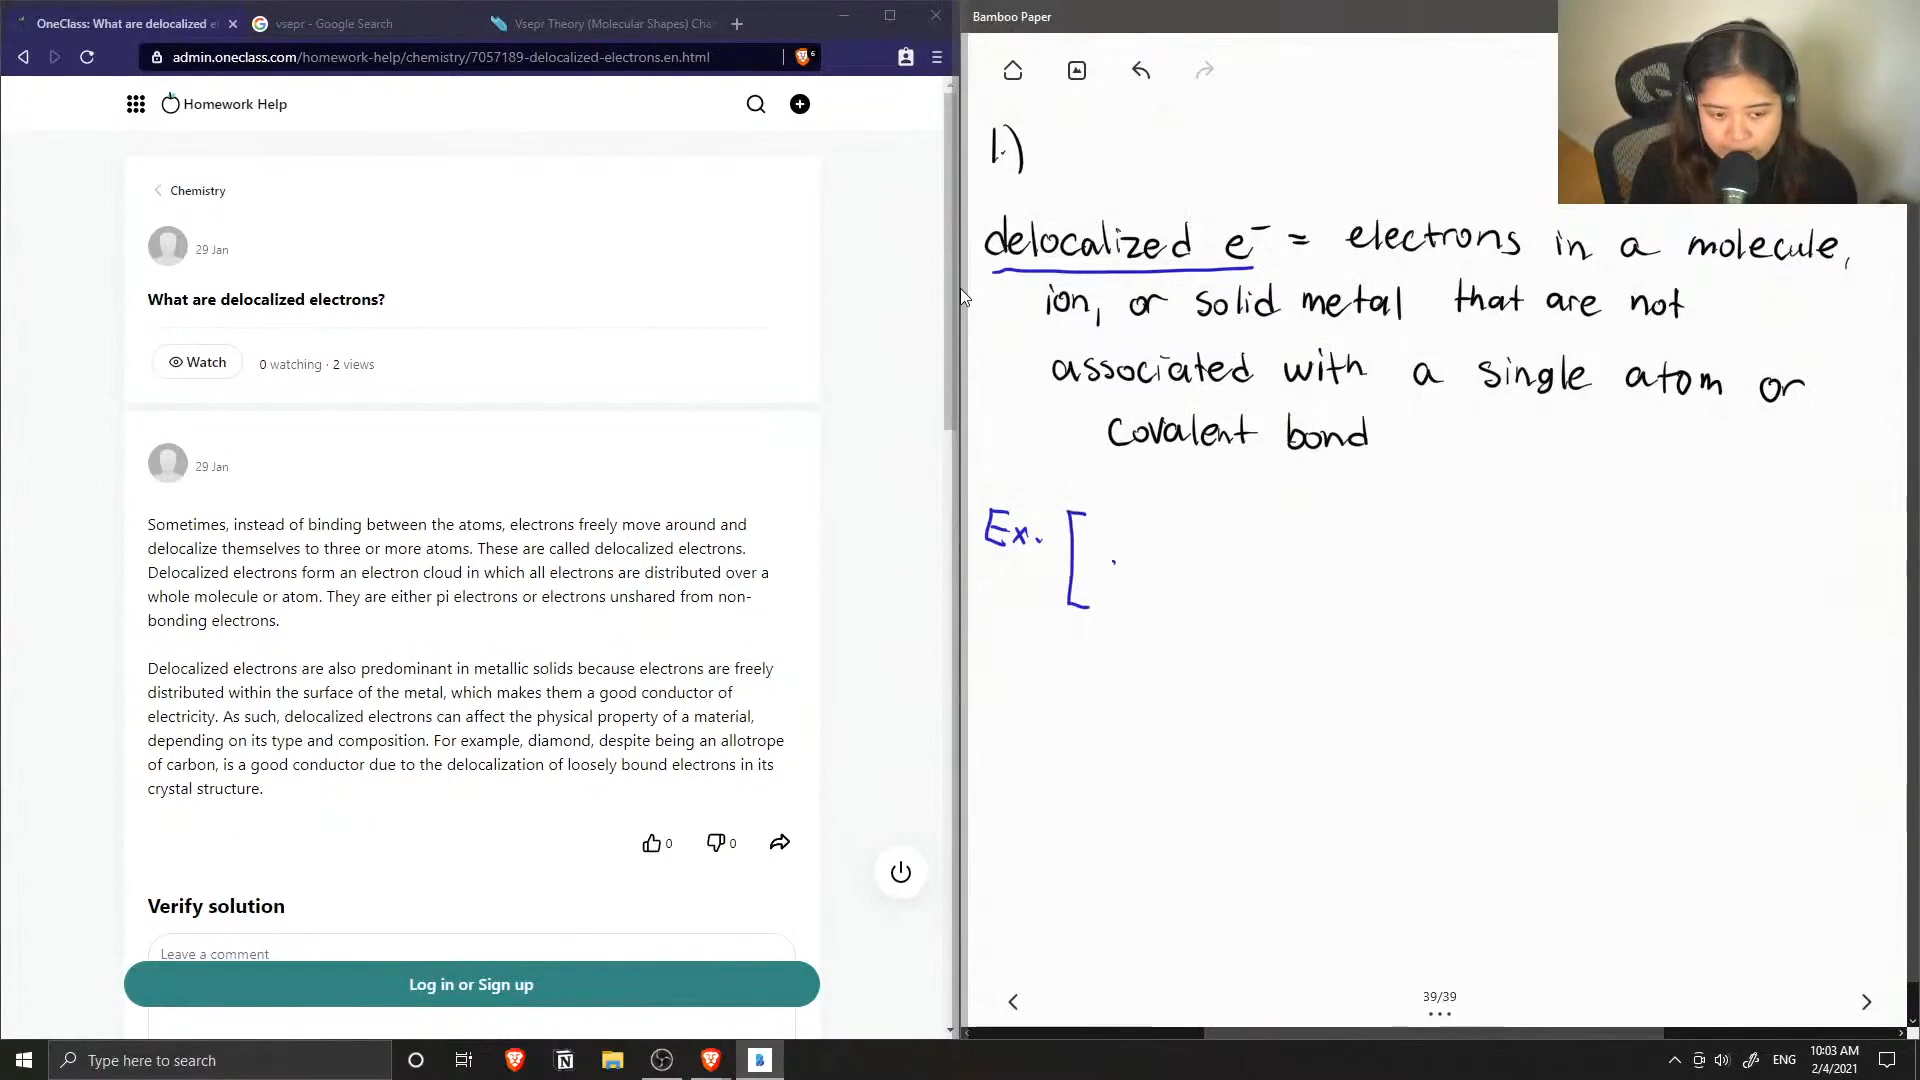 OneClass: What are delocalized e
vsepr - Google Search
Vsepr Theory (Molecular Shapes) Cha
admin.oneclass.com/homework-help/chemistry/7057189-delocalized-electrons.en.html
6
Homework Help
Chemistry
29 Jan
What are delocalized electrons?
Watch
0 watching · 2 views
29 Jan
Sometimes, instead of binding between the atoms, electrons freely move around and
delocalize themselves to three or more atoms. These are called delocalized electrons.
Delocalized electrons form an electron cloud in which all electrons are distributed over a
whole molecule or atom. They are either pi electrons or electrons unshared from non-
bonding electrons.
Delocalized electrons are also predominant in metallic solids because electrons are freely
distributed within the surface of the metal, which makes them a good conductor of
electricity. As such, delocalized electrons can affect the physical property of a material,
depending on its type and composition. For example, diamond, despite being an allotrope
of carbon, is a good conductor due to the delocalization of loosely bound electrons in its
crystal structure.
0
0
Verify solution
Leave a comment
Log in or Sign up
Bamboo Paper
1.)
delocalized e⁻ = electrons in a molecule,
ion, or solid metal that are not
associated with a single atom or
covalent bond
Ex. [
39/39
Type here to search
ENG
10:03 AM
2/4/2021